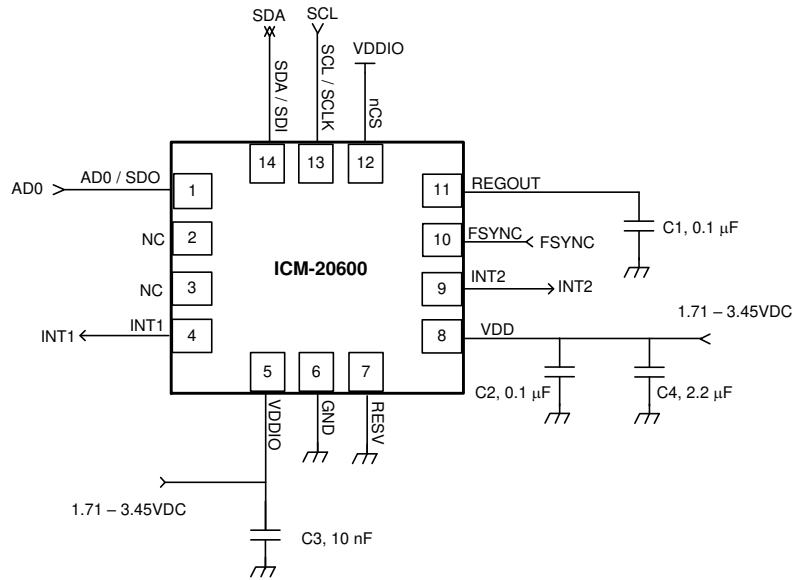 SDA
SCL
VDDIO
SDA / SDI
SCL / SCLK
nCS
14
13
12
AD0
AD0 / SDO
1
11
REGOUT
NC
2
10
FSYNC
FSYNC
C1, 0.1 μF
ICM-20600
NC
3
9
INT2
INT2
INT1
INT1
4
8
VDD
1.71 – 3.45VDC
5
6
7
C2, 0.1 μF
C4, 2.2 μF
VDDIO
GND
RESV
1.71 – 3.45VDC
C3, 10 nF